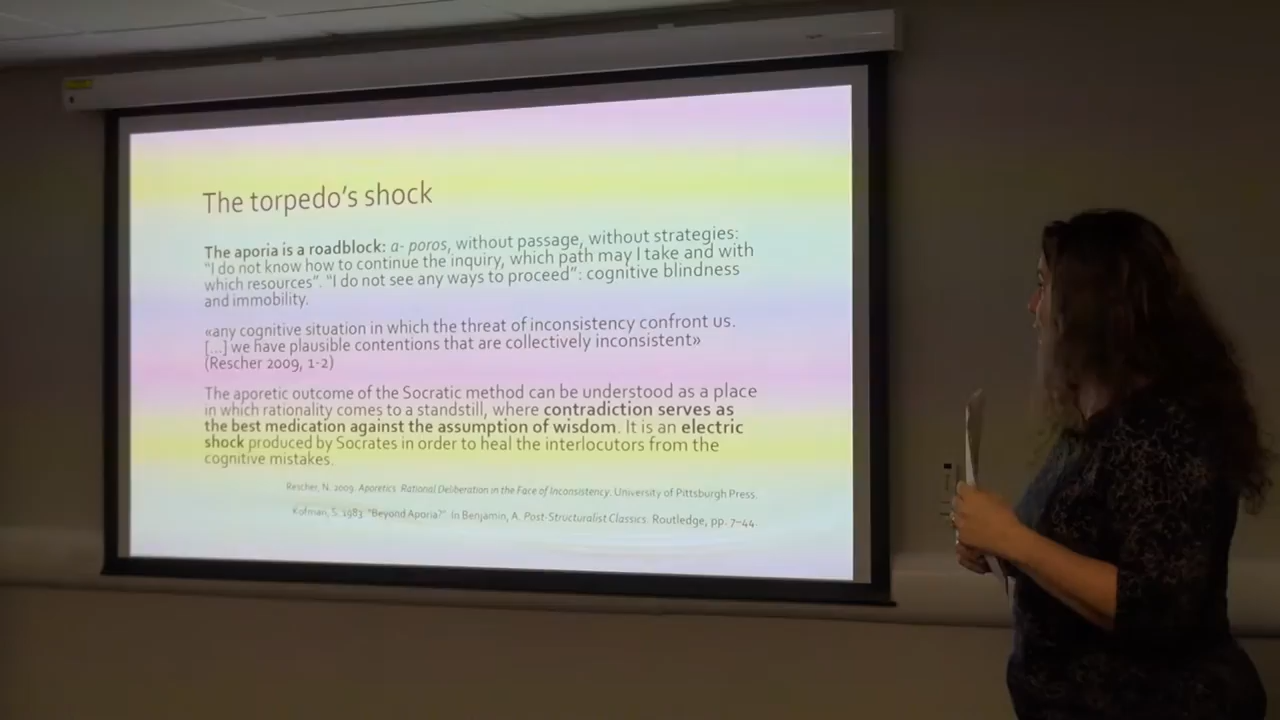 The torpedo's shock
The aporia is a roadblock: a- poros, without passage, without strategies:
"I do not know how to continue the inquiry, which path may I take and with
which resources". "I do not see any ways to proceed": cognitive blindness
and immobility.
«any cognitive situation in which the threat of inconsistency confront us.
[...] we have plausible contentions that are collectively inconsistent»
(Rescher 2009, 1-2)
The aporetic outcome of the Socratic method can be understood as a place
in which rationality comes to a standstill, where contradiction serves as
the best medication against the assumption of wisdom. It is an electric
shock produced by Socrates in order to heal the interlocutors from the
cognitive mistakes.
Rescher, N. 2009. Aporetics. Rational Deliberation in the Face of Inconsistency. University of Pittsburgh Press.
Kofman, S. 1983. "Beyond Aporia?". In Benjamin, A. Post-Structuralist Classics. Routledge, pp. 7–44.